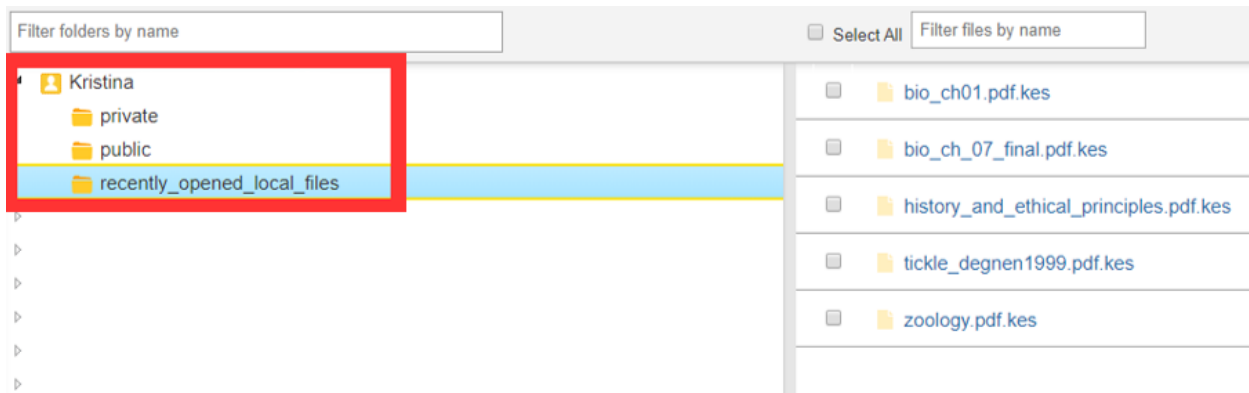 Filter folders by name
Kristina
private
public
recently_opened_local_files
Select All
Filter files by name
bio_ch01.pdf.kes
bio_ch_07_final.pdf.kes
history_and_ethical_principles.pdf.kes
tickle_degnen1999.pdf.kes
zoology.pdf.kes